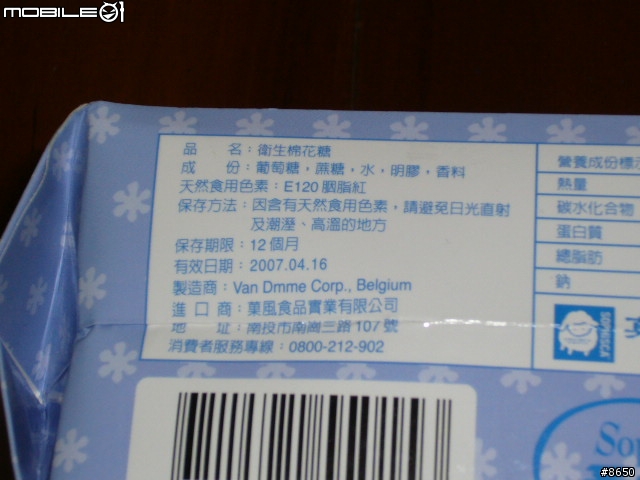 MOBILE01
品 名：衛生棉花糖
成 份：葡萄糖，蔗糖，水，明膠，香料
天然食用色素：E120 胭脂紅
保存方法：因含有天然食用色素，請避免日光直射
及潮溼、高溫的地方
保存期限：12 個月
有效日期：2007.04.16
製造商：Van Dmme Corp., Belgium
進 口 商：菓風食品實業有限公司
地 址：南投市南崗三路107號
消費者服務專線：0800-212-902
營養成份標示
熱量
碳水化合物
蛋白質
總脂肪
鈉
SOPHISCA
Sop
#8650